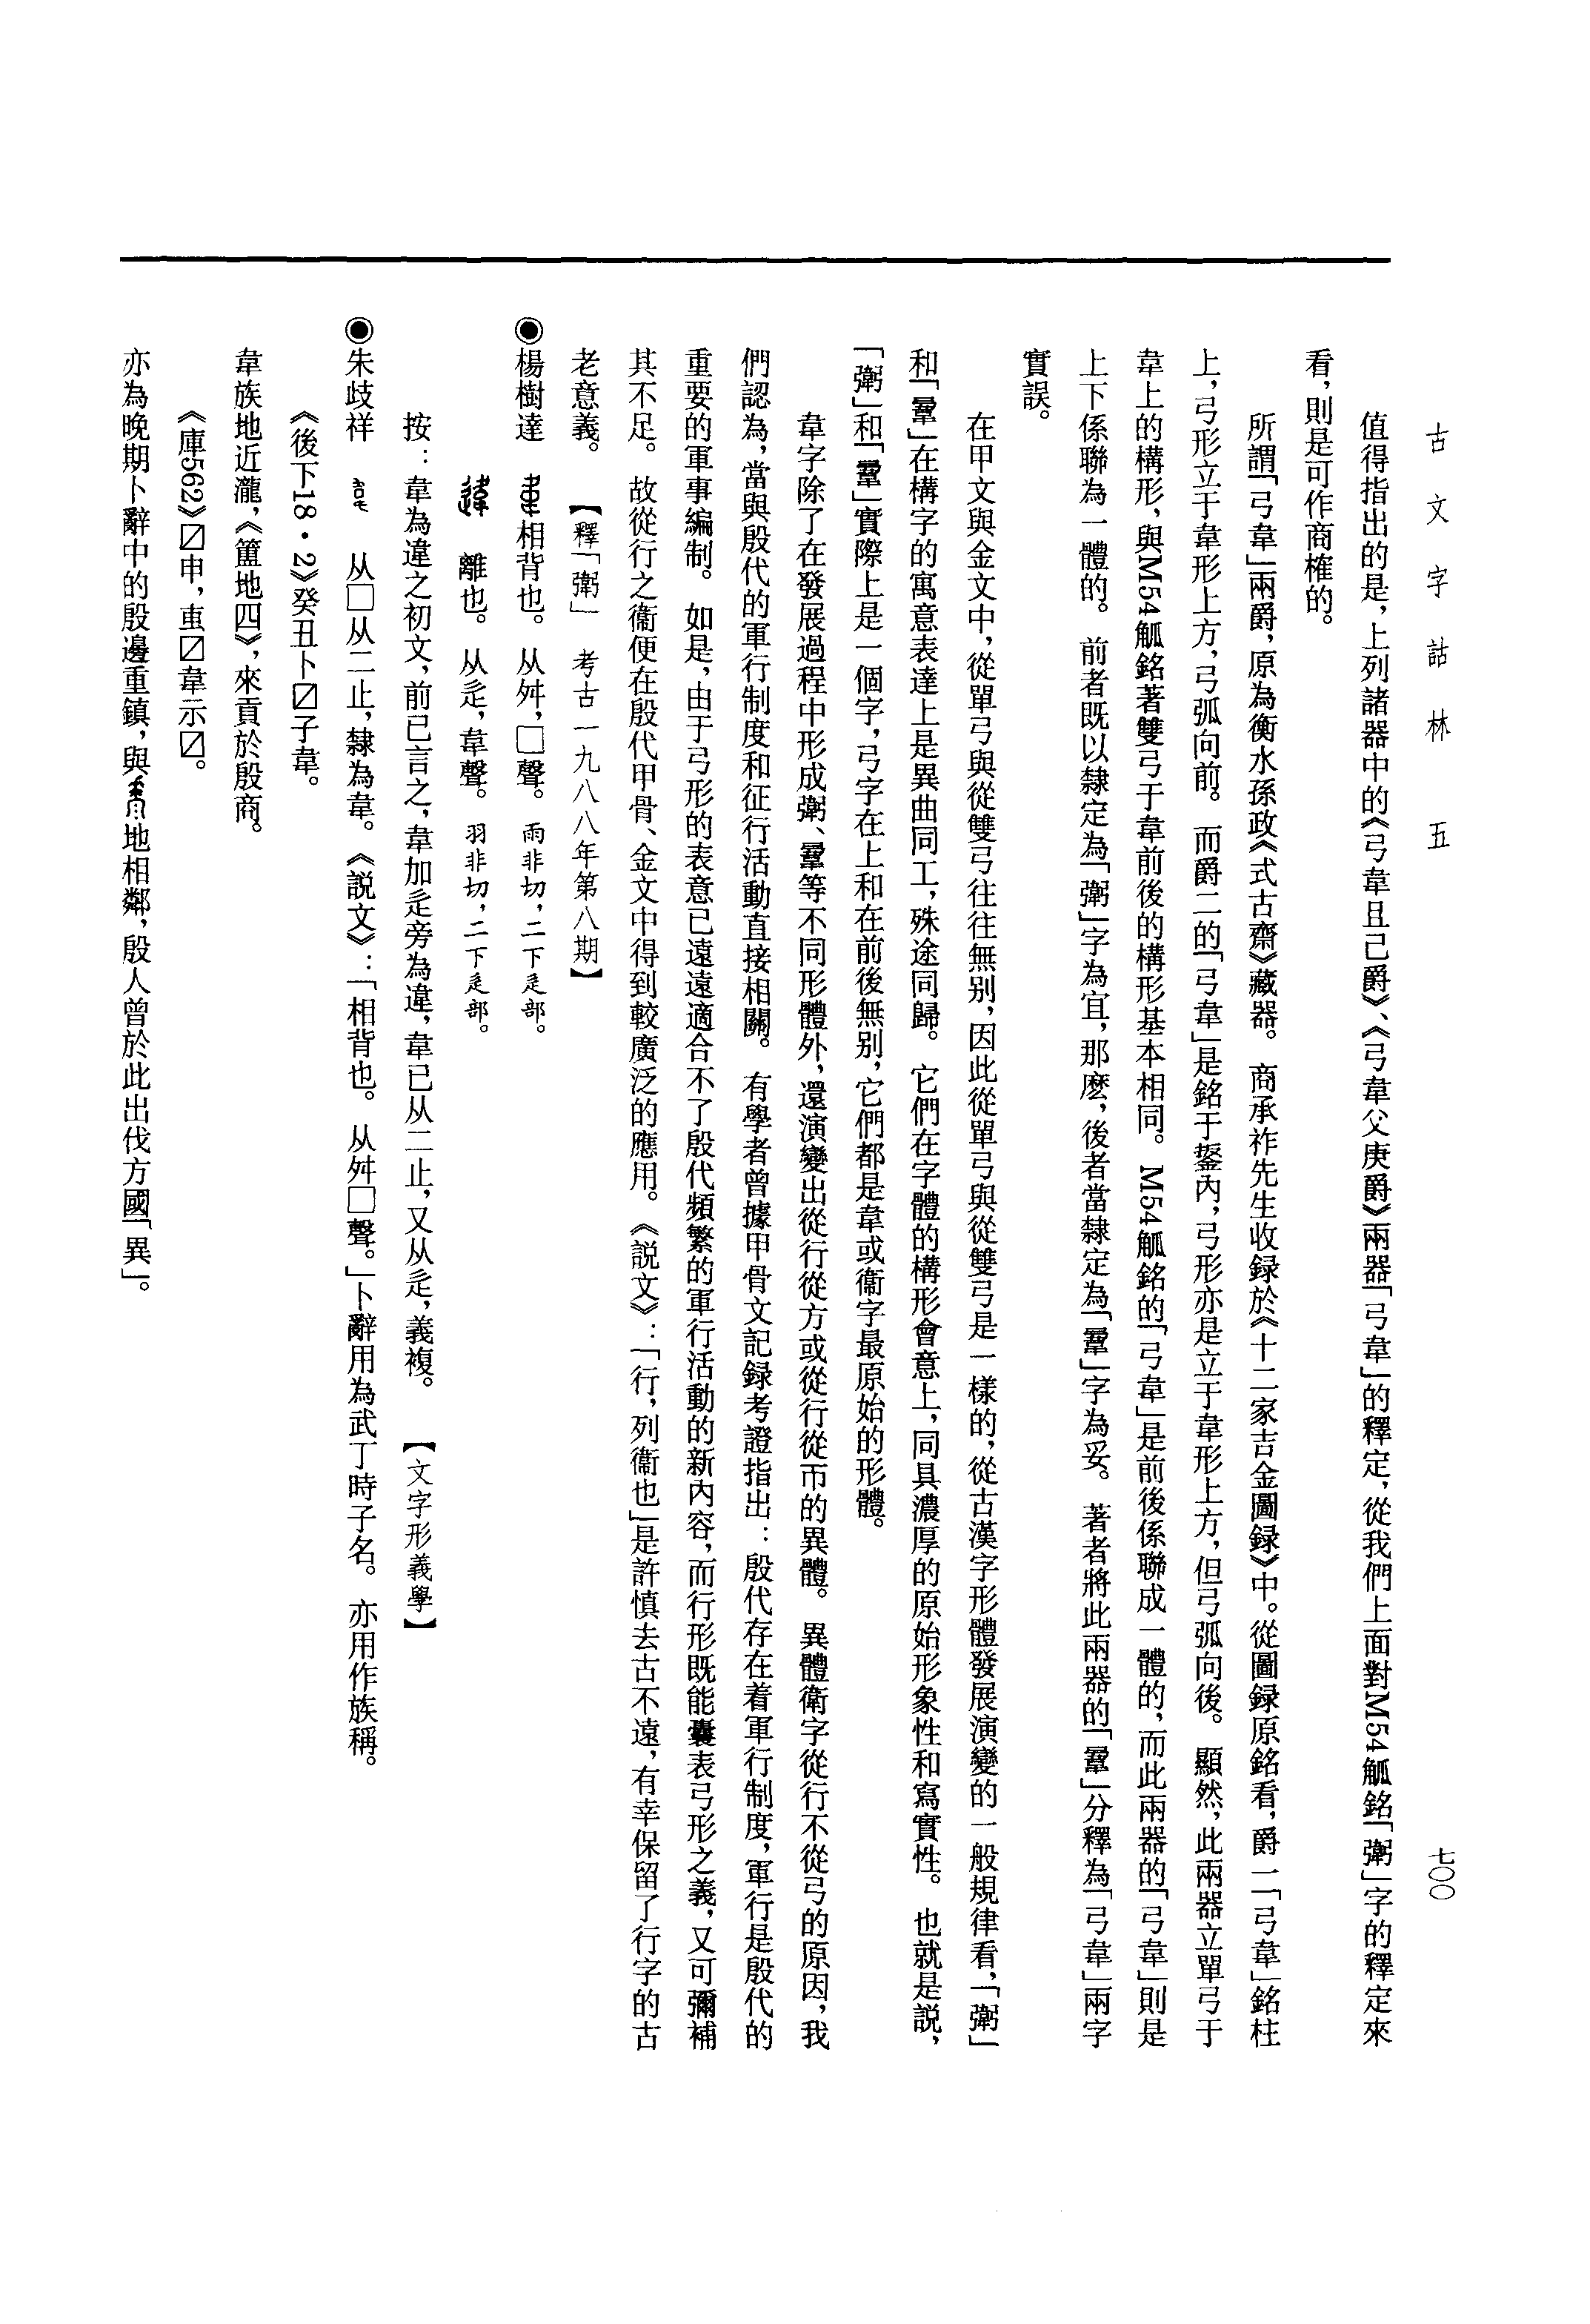 古文字詁林 五
七〇〇
值得指出的是，上列諸器中的《弓韋且己爵》、《弓韋父庚爵》兩器「弓韋」的釋定，從我們上面對M54觚銘「」字的釋定來
看，則是可作商榷的。
所謂「弓韋」兩爵，原為衡水孫政《式古齋》藏器。商承祚先生收録於《十二家吉金圖録》中。從圖録原銘看，爵一「弓韋」銘柱
上，弓形立于韋形上方，弓弧向前。而爵二的「弓韋」是銘于鋬內，弓形亦是立于韋形上方，但弓弧向後。顯然，此兩器立單弓于
韋上的構形，與M54觚銘著雙弓于韋前後的構形基本相同。M54觚銘的「弓韋」是前後係聯成一體的，而此兩器的「弓韋」則是
上下係聯為一體的。前者既以隸定為「」字為宜，那麽，後者當隸定為「」字為妥。著者將此兩器的「」分釋為「弓韋」兩字
實誤。
在甲文與金文中，從單弓與從雙弓往往無别，因此從單弓與從雙弓是一樣的，從古漢字形體發展演變的一般規律看，「」
和「」在構字的寓意表達上是異曲同工，殊途同歸。它們在字體的構形會意上，同具濃厚的原始形象性和寫實性。也就是説，
「」和「」實際上是一個字，弓字在上和在前後無别，它們都是韋或衞字最原始的形體。
韋字除了在發展過程中形成、等不同形體外，還演變出從行從方或從行從帀的異體。異體衛字從行不從弓的原因，我
們認為，當與殷代的軍行制度和征行活動直接相關。有學者曾據甲骨文記録考證指出：殷代存在着軍行制度，軍行是殷代的
重要的軍事編制。如是，由于弓形的表意已遠遠適合不了殷代頻繁的軍行活動的新內容，而行形既能囊表弓形之義，又可彌補
其不足。故從行之衞便在殷代甲骨、金文中得到較廣泛的應用。《説文》：「行，列衞也」是許慎去古不遠，有幸保留了行字的古
老意義。 【釋「」 考古一九八八年第八期】
◉楊樹達 相背也。从舛，囗聲。雨非切，二下辵部。
離也。从辵，韋聲。羽非切，二下辵部。
按：韋為違之初文，前已言之，韋加辵旁為違，韋已从二止，又从辵，義複。 【文字形義學】
◉朱歧祥 从囗从二止，隸為韋。《説文》：「相背也。从舛囗聲。」卜辭用為武丁時子名。亦用作族稱。
《後下18·2》癸丑卜〼子韋。
《庫562》〼申，〼韋示〼。
韋族地近瀧，《簠地四》，來貢於殷商。
亦為晚期卜辭中的殷邊重鎮，與地相鄰，殷人曾於此出伐方國「異」。